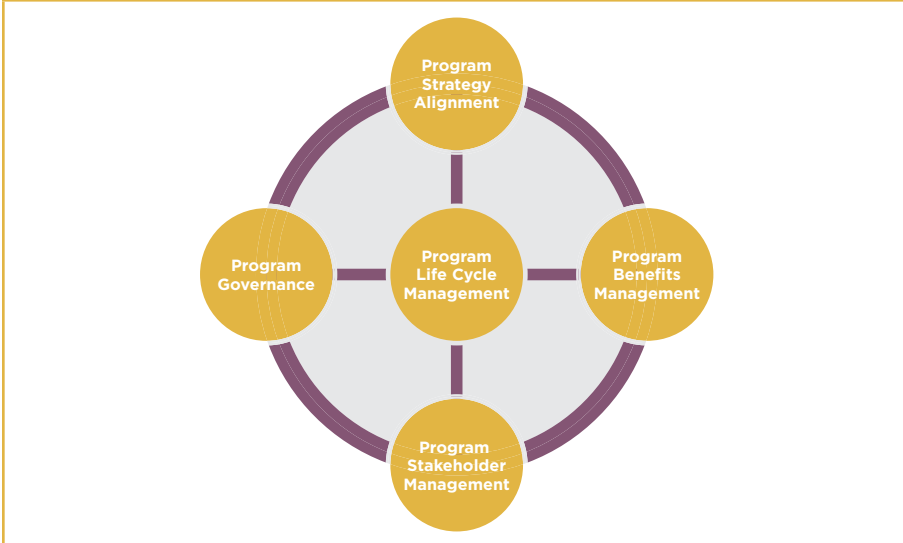 Program
Strategy
Alignment
Program
Governance
Program
Life Cycle
Management
Program
Benefits
Management
Program
Stakeholder
Management